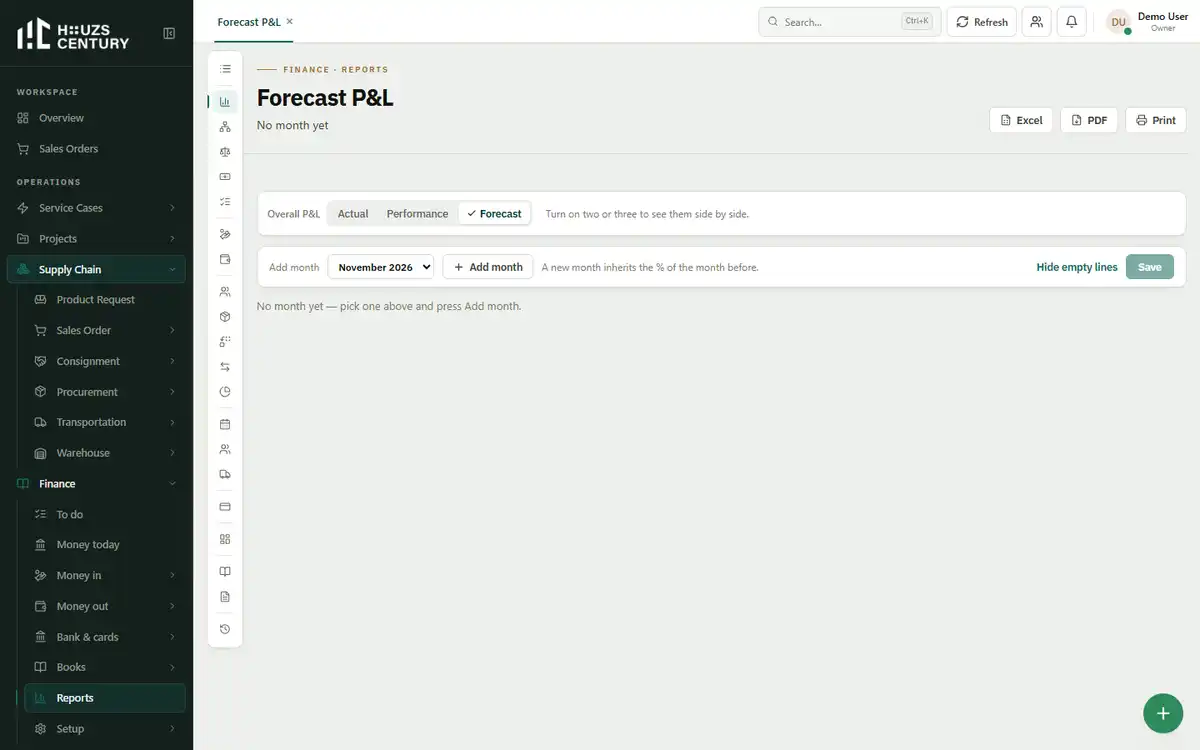 HOUZS
CENTURY
WORKSPACE
Overview
Sales Orders
OPERATIONS
Service Cases
Projects
Supply Chain
Product Request
Sales Order
Consignment
Procurement
Transportation
Warehouse
Finance
To do
Money today
Money in
Money out
Bank & cards
Books
Reports
Setup
Forecast P&L ×
Search... Ctrl+K
Refresh
DU
Demo User
Owner
FINANCE · REPORTS
Forecast P&L
No month yet
Excel PDF Print
Overall P&L Actual Performance ✓ Forecast Turn on two or three to see them side by side.
Add month November 2026 + Add month A new month inherits the % of the month before. Hide empty lines Save
No month yet — pick one above and press Add month.